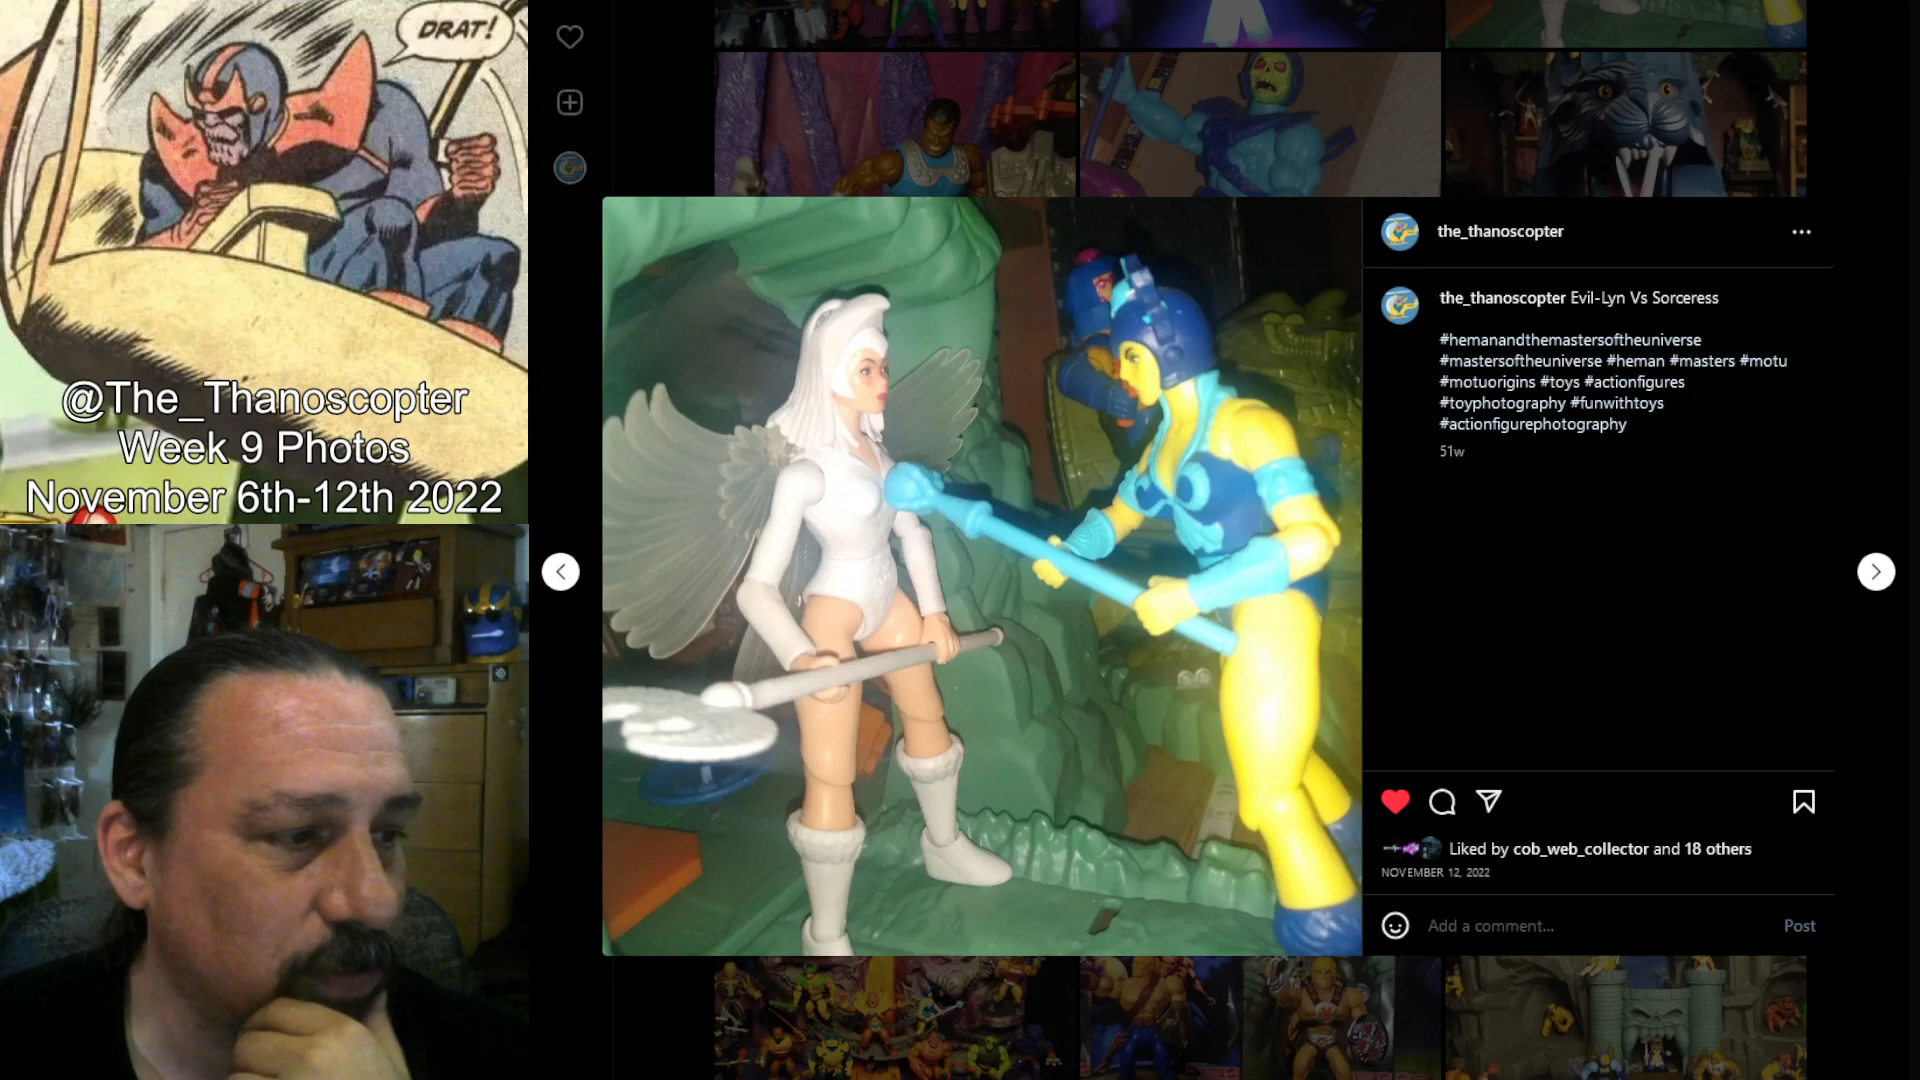 DRAT!
@The_Thanoscopter
Week 9 Photos
November 6th-12th 2022
the_thanoscopter
the_thanoscopter Evil-Lyn Vs Sorceress
#hemanandthemastersoftheuniverse
#mastersoftheuniverse #heman #masters #motu
#motuorigins #toys #actionfigures
#toyphotography #funwithtoys
#actionfigurephotography
51w
Liked by cob_web_collector and 18 others
NOVEMBER 12, 2022
Add a comment...
Post